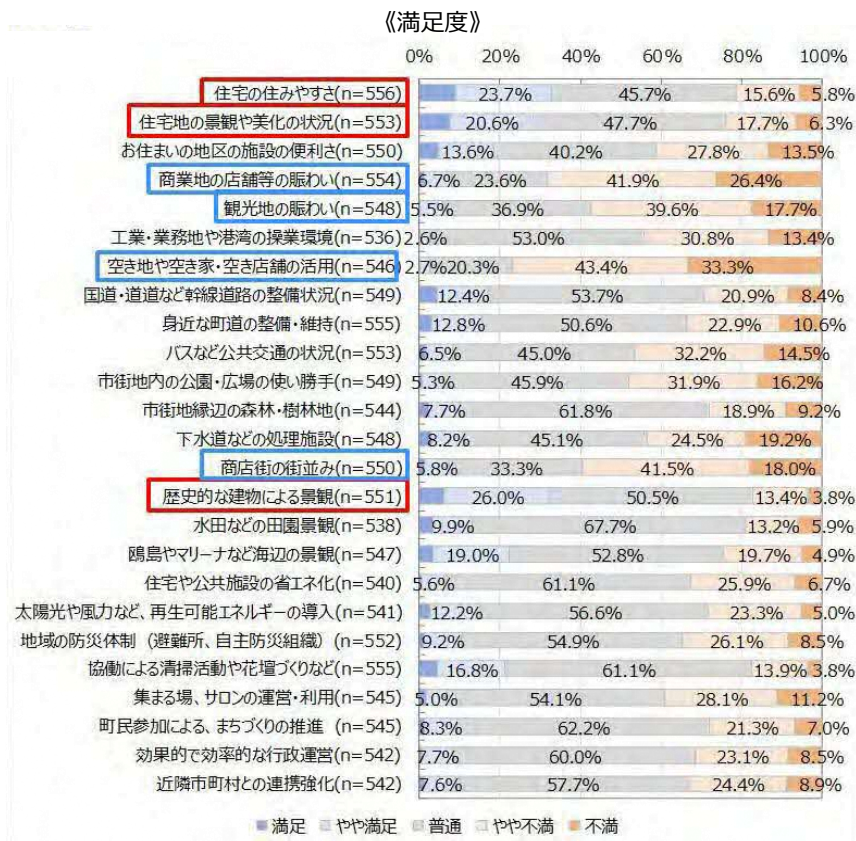 《満足度》
0% 20% 40% 60% 80% 100%
住宅の住みやすさ(n=556) 23.7% 45.7% 15.6% 5.8%
住宅地の景観や美化の状況(n=553) 20.6% 47.7% 17.7% 6.3%
お住まいの地区の施設の便利さ(n=550) 13.6% 40.2% 27.8% 13.5%
商業地の店舗等の賑わい(n=554) 6.7% 23.6% 41.9% 26.4%
観光地の賑わい(n=548) 5.5% 36.9% 39.6% 17.7%
工業・業務地や港湾の操業環境(n=536) 2.6% 53.0% 30.8% 13.4%
空き地や空き家・空き店舗の活用(n=546) 2.7% 20.3% 43.4% 33.3%
国道・道道など幹線道路の整備状況(n=549) 12.4% 53.7% 20.9% 8.4%
身近な町道の整備・維持(n=555) 12.8% 50.6% 22.9% 10.6%
バスなど公共交通の状況(n=553) 6.5% 45.0% 32.2% 14.5%
市街地内の公園・広場の使い勝手(n=549) 5.3% 45.9% 31.9% 16.2%
市街地縁辺の森林・樹林地(n=544) 7.7% 61.8% 18.9% 9.2%
下水道などの処理施設(n=548) 8.2% 45.1% 24.5% 19.2%
商店街の街並み(n=550) 5.8% 33.3% 41.5% 18.0%
歴史的な建物による景観(n=551) 26.0% 50.5% 13.4% 3.8%
水田などの田園景観(n=538) 9.9% 67.7% 13.2% 5.9%
鴎島やマリーナなど海辺の景観(n=547) 19.0% 52.8% 19.7% 4.9%
住宅や公共施設の省エネ化(n=540) 5.6% 61.1% 25.9% 6.7%
太陽光や風力など、再生可能エネルギーの導入(n=541) 12.2% 56.6% 23.3% 5.0%
地域の防災体制（避難所、自主防災組織）(n=552) 9.2% 54.9% 26.1% 8.5%
協働による清掃活動や花壇づくりなど(n=555) 16.8% 61.1% 13.9% 3.8%
集まる場、サロンの運営・利用(n=545) 5.0% 54.1% 28.1% 11.2%
町民参加による、まちづくりの推進 (n=545) 8.3% 62.2% 21.3% 7.0%
効果的で効率的な行政運営(n=542) 7.7% 60.0% 23.1% 8.5%
近隣市町村との連携強化(n=542) 7.6% 57.7% 24.4% 8.9%
満足 やや満足 普通 やや不満 不満